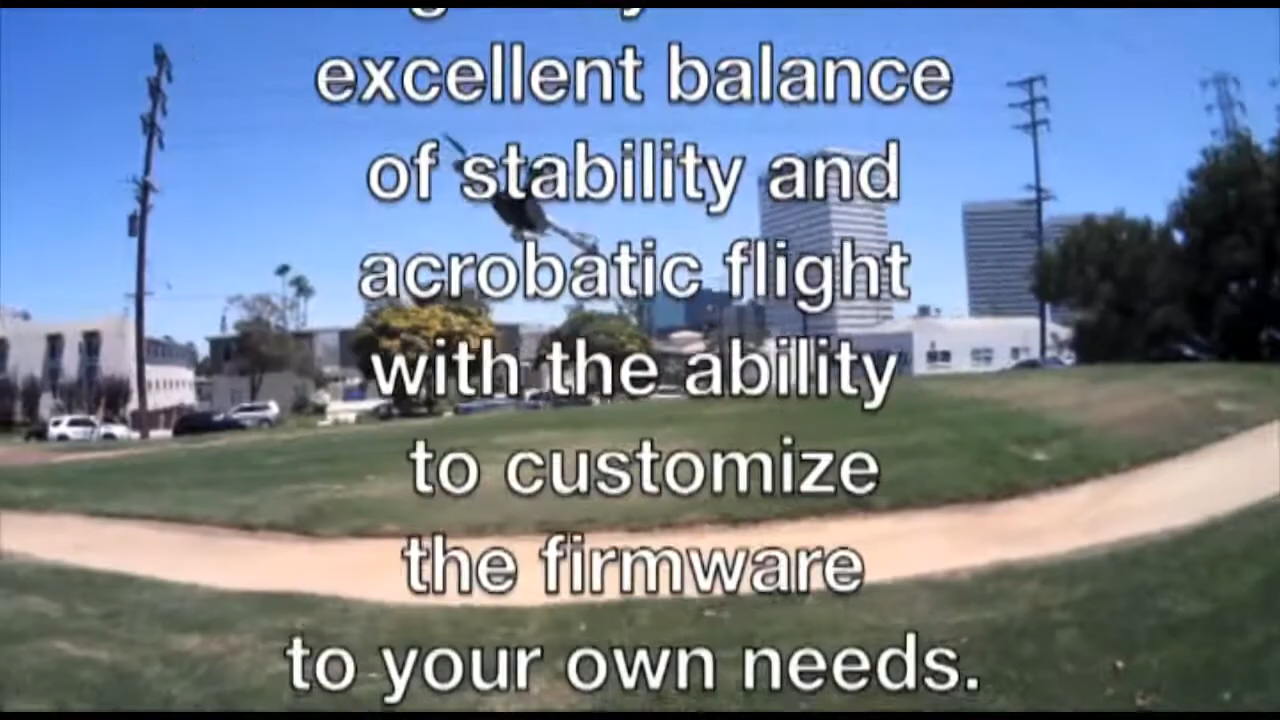 excellent balance
of stability and
acrobatic flight
with the ability
to customize
the firmware
to your own needs.